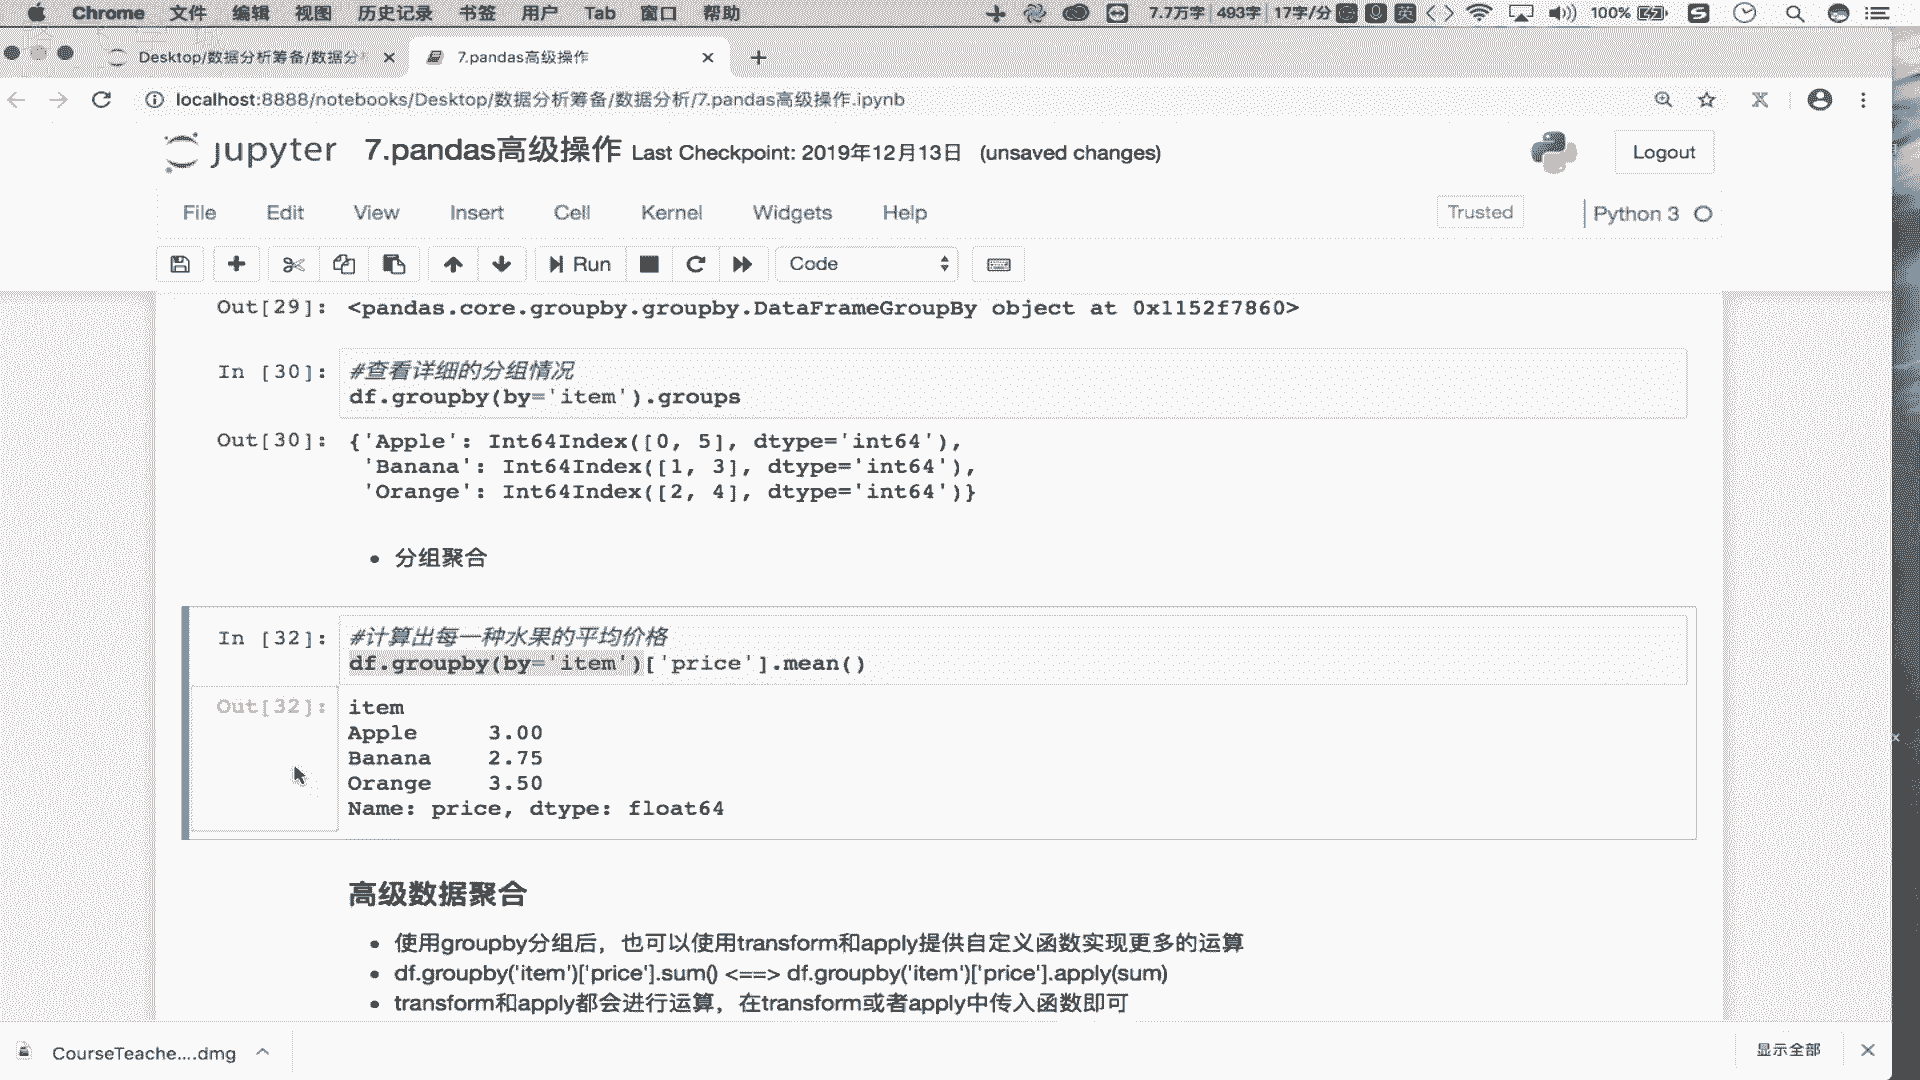 Chrome 文件 编辑 视图 历史记录 书签 用户 Tab 窗口 帮助 7.7万字 493字 17字/分 英 100%
Desktop/数据分析筹备/数据分 7.pandas高级操作
localhost:8888/notebooks/Desktop/数据分析筹备/数据分析/7.pandas高级操作.ipynb
jupyter 7.pandas高级操作 Last Checkpoint: 2019年12月13日 (unsaved changes) Logout
File Edit View Insert Cell Kernel Widgets Help Trusted Python 3
Run Code
Out[29]: <pandas.core.groupby.groupby.DataFrameGroupBy object at 0x1152f7860>
In [30]: #查看详细的分组情况
df.groupby(by='item').groups
Out[30]: {'Apple': Int64Index([0, 5], dtype='int64'),
'Banana': Int64Index([1, 3], dtype='int64'),
'Orange': Int64Index([2, 4], dtype='int64')}
• 分组聚合
In [32]: #计算出每一种水果的平均价格
df.groupby(by='item')['price'].mean()
Out[32]: item
Apple 3.00
Banana 2.75
Orange 3.50
Name: price, dtype: float64
高级数据聚合
• 使用groupby分组后，也可以使用transform和apply提供自定义函数实现更多的运算
• df.groupby('item')['price'].sum() <==> df.groupby('item')['price'].apply(sum)
• transform和apply都会进行运算，在transform或者apply中传入函数即可
CourseTeache....dmg 显示全部